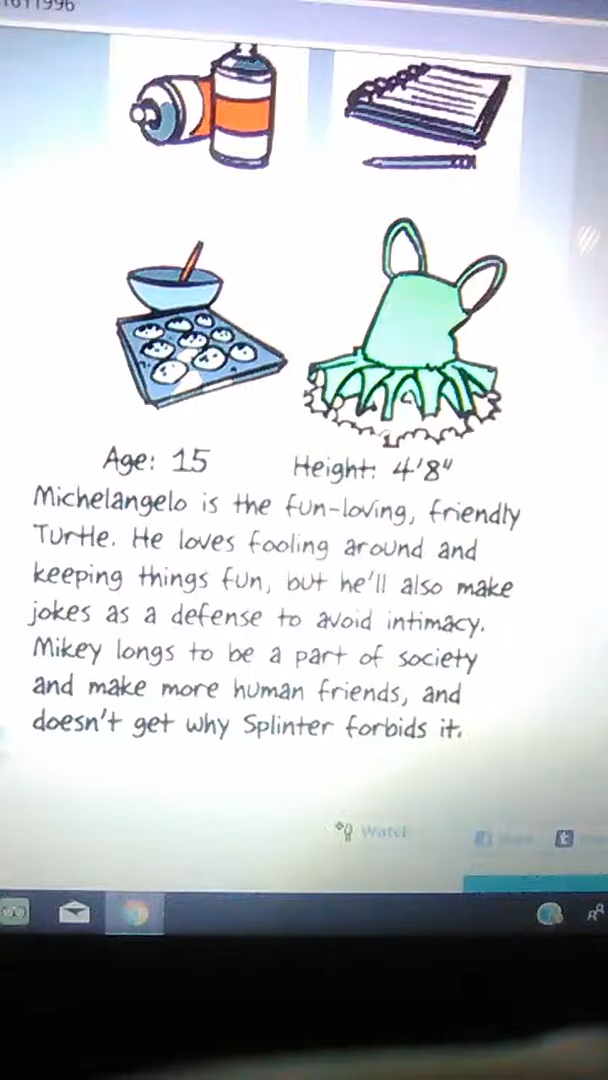 1611996
Age: 15
Height: 4'8"
Michelangelo is the fun-loving, friendly
Turtle. He loves fooling around and
keeping things fun, but he'll also make
jokes as a defense to avoid intimacy.
Mikey longs to be a part of society
and make more human friends, and
doesn't get why Splinter forbids it.
Watch
t